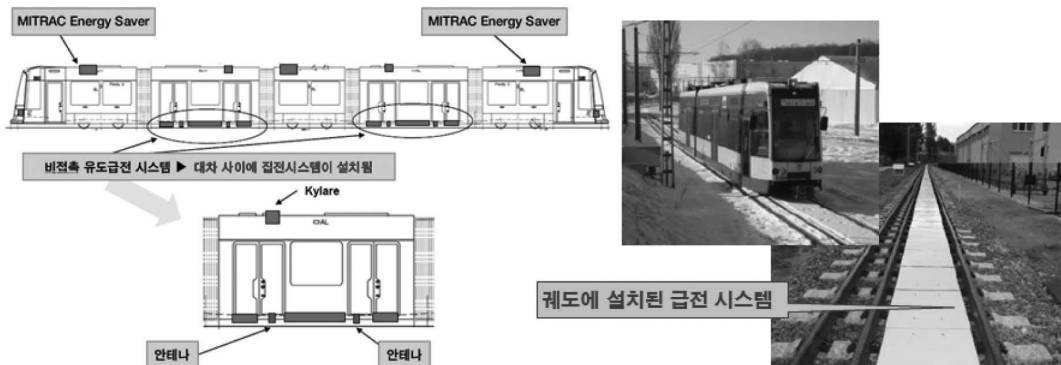 MITRAC Energy Saver
MITRAC Energy Saver
비접촉 유도급전 시스템 ▶ 대차 사이에 집전시스템이 설치됨
Kylare
안테나
안테나
궤도에 설치된 급전 시스템